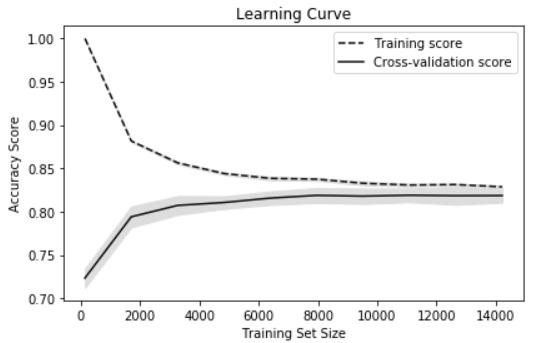 Learning Curve
1.00
Training score
Cross-validation score
0.95
0.90
0.85
0.80
0.75
0.70
Accuracy Score
0 2000 4000 6000 8000 10000 12000 14000
Training Set Size